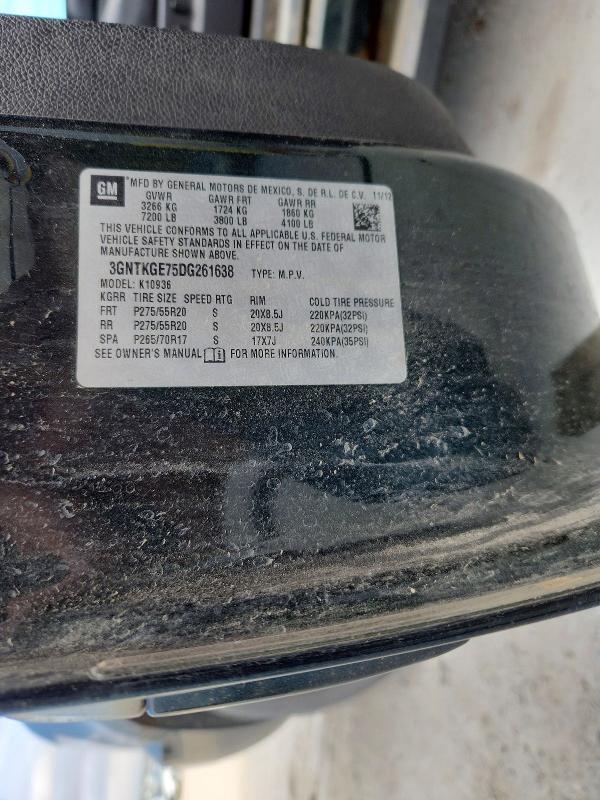 GM MFD BY GENERAL MOTORS DE MEXICO, S. DE R.L. DE C.V. 11/12
GVWR GAWR FRT GAWR RR
3266 KG 1724 KG 1860 KG
7200 LB 3800 LB 4100 LB
THIS VEHICLE CONFORMS TO ALL APPLICABLE U.S. FEDERAL MOTOR
VEHICLE SAFETY STANDARDS IN EFFECT ON THE DATE OF
MANUFACTURE SHOWN ABOVE.
3GNTKGE75DG261638 TYPE: M.P.V.
MODEL: K10936
KGRR TIRE SIZE SPEED RTG RIM COLD TIRE PRESSURE
FRT P275/55R20 S 20X8.5J 220KPA(32PSI)
RR P275/55R20 S 20X8.5J 220KPA(32PSI)
SPA P265/70R17 S 17X7J 240KPA(35PSI)
SEE OWNER'S MANUAL FOR MORE INFORMATION.